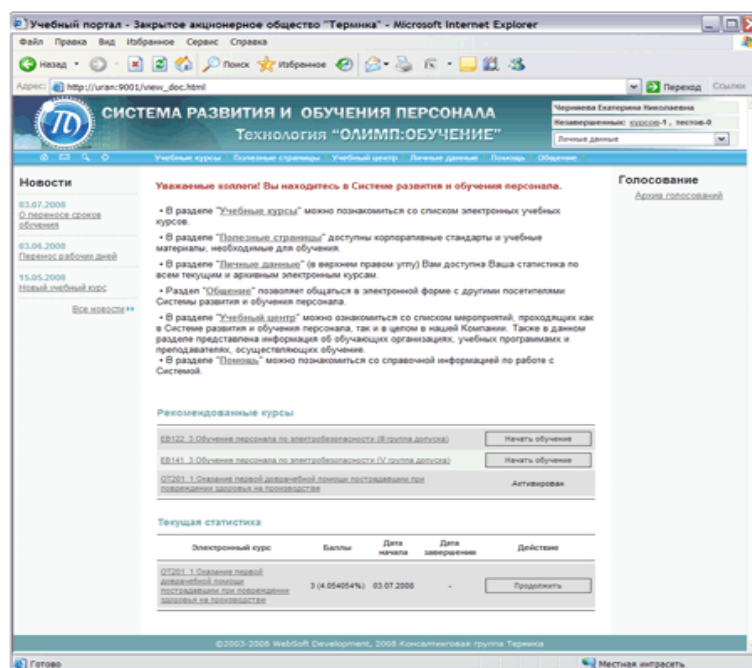 Учебный портал - Закрытое акционерное общество "Термика" - Microsoft Internet Explorer
Файл Правка Вид Избранное Сервис Справка
Назад Поиск Избранное
Адрес: http://uran:9001/view_doc.html Переход Ссылки
СИСТЕМА РАЗВИТИЯ И ОБУЧЕНИЯ ПЕРСОНАЛА
Технология "ОЛИМП:ОБУЧЕНИЕ"
Черняева Екатерина Николаевна
Незавершенных: курсов-1, тестов-0
Личные данные
Учебные курсы Полезные страницы Учебный центр Личные данные Помощь Общение
Новости
03.07.2008
О переносе сроков
обучения
03.06.2008
Перенос рабочих дней
15.05.2008
Новый учебный курс
Все новости
Уважаемые коллеги! Вы находитесь в Системе развития и обучения персонала.
• В разделе "Учебные курсы" можно познакомиться со списком электронных учебных
курсов.
• В разделе "Полезные страницы" доступны корпоративные стандарты и учебные
материалы, необходимые для обучения.
• В разделе "Личные данные" (в верхнем правом углу) Вам доступна Ваша статистика по
всем текущим и архивным электронным курсам.
• Раздел "Общение" позволяет общаться в электронной форме с другими посетителями
Системы развития и обучения персонала.
• В разделе "Учебный центр" можно ознакомиться со списком мероприятий, проходящих как
в Системе развития и обучения персонала, так и в целом в нашей Компании. Также в данном
разделе представлена информация об обучающих организациях, учебных программах и
преподавателях, осуществляющих обучение.
• В разделе "Помощь" можно познакомиться со справочной информацией по работе с
Системой.
Голосование
Архив голосований
Рекомендованные курсы
ЕВ122_3 Обучение персонала по электробезопасности (III группа допуска) Начать обучение
ЕВ141_3 Обучение персонала по электробезопасности (V группа допуска) Начать обучение
ОТ201_1 Оказание первой доврачебной помощи пострадавшим при
повреждении здоровья на производстве Активирован
Текущая статистика
Электронный курс Баллы Дата начала Дата завершения Действие
ОТ201_1 Оказание первой
доврачебной помощи
пострадавшим при повреждении
здоровья на производстве
3 (4.054054%) 03.07.2008 - Продолжить
©2003-2006 WebSoft Development, 2008 Консалтинговая группа Термика
Готово Местная интрасеть